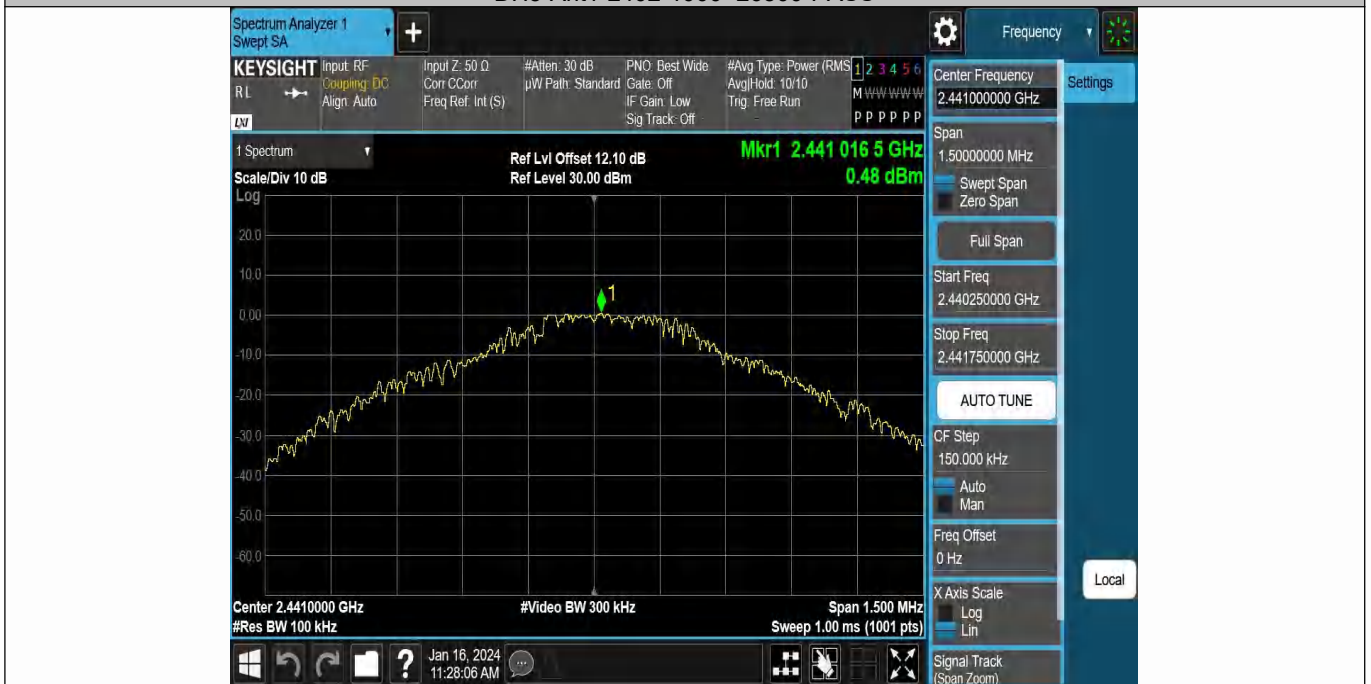 Spectrum Analyzer 1
Swept SA
Frequency
KEYSIGHT
RL
LXI
Input: RF
Coupling: DC
Align: Auto
Input Z: 50 Ω
Corr CCorr
Freq Ref: Int (S)
#Atten: 30 dB
µW Path: Standard
PNO: Best Wide
Gate: Off
IF Gain: Low
Sig Track: Off
#Avg Type: Power (RMS
Avg|Hold: 10/10
Trig: Free Run
1 2 3 4 5 6
M W W W W W
P P P P P P
1 Spectrum
Scale/Div 10 dB
Log
Ref Lvl Offset 12.10 dB
Ref Level 30.00 dBm
Mkr1 2.441 016 5 GHz
0.48 dBm
20.0
10.0
1
0.00
-10.0
-20.0
-30.0
-40.0
-50.0
-60.0
Center 2.4410000 GHz
#Res BW 100 kHz
#Video BW 300 kHz
Span 1.500 MHz
Sweep 1.00 ms (1001 pts)
?
Jan 16, 2024
11:28:06 AM
Center Frequency
2.441000000 GHz
Settings
Span
1.50000000 MHz
Swept Span
Zero Span
Full Span
Start Freq
2.440250000 GHz
Stop Freq
2.441750000 GHz
AUTO TUNE
CF Step
150.000 kHz
Auto
Man
Freq Offset
0 Hz
X Axis Scale
Log
Lin
Local
Signal Track
(Span Zoom)